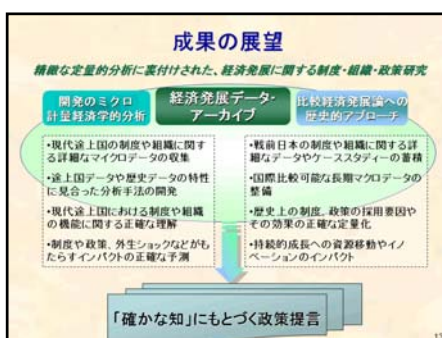 成果の展望
精緻な定量的分析に裏付けされた、経済発展に関する制度・組織・政策研究
開発のミクロ
計量経済学的分析
経済発展データ・
アーカイブ
比較経済発展論への
歴史的アプローチ
•現代途上国の制度や組織に関す
る詳細なマイクロデータの収集
•途上国データや歴史データの特性
に見合った分析手法の開発
•現代途上国における制度や組織
の機能に関する正確な理解
•制度や政策、外生ショックなどがも
たらすインパクトの正確な予測
•戦前日本の制度や組織に関する詳
細なデータやケーススタディーの蓄積
•国際比較可能な長期マクロデータの
整備
•歴史上の制度、政策の採用要因や
その効果の正確な定量化
•持続的成長への資源移動やイノ
ベーションのインパクト
「確かな知」にもとづく政策提言